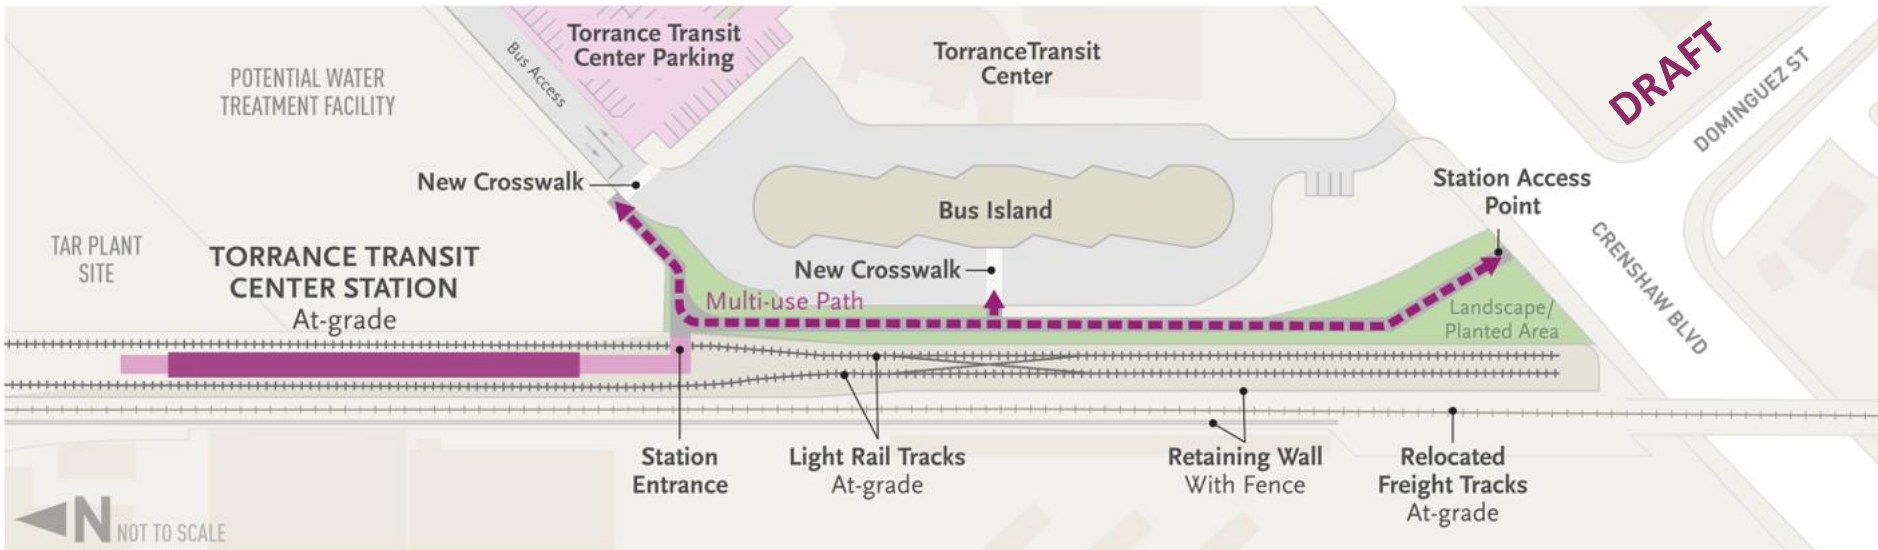 Torrance Transit
Center Parking
TorranceTransit
Center
DRAFT
DOMINGUEZ ST
Bus Access
POTENTIAL WATER
TREATMENT FACILITY
New Crosswalk
Station Access
Point
Bus Island
TAR PLANT
SITE
TORRANCE TRANSIT
CENTER STATION
At-grade
New Crosswalk
CRENSHAW BLVD
Multi-use Path
Landscape/
Planted Area
Station
Entrance
Light Rail Tracks
At-grade
Retaining Wall
With Fence
Relocated
Freight Tracks
At-grade
N NOT TO SCALE